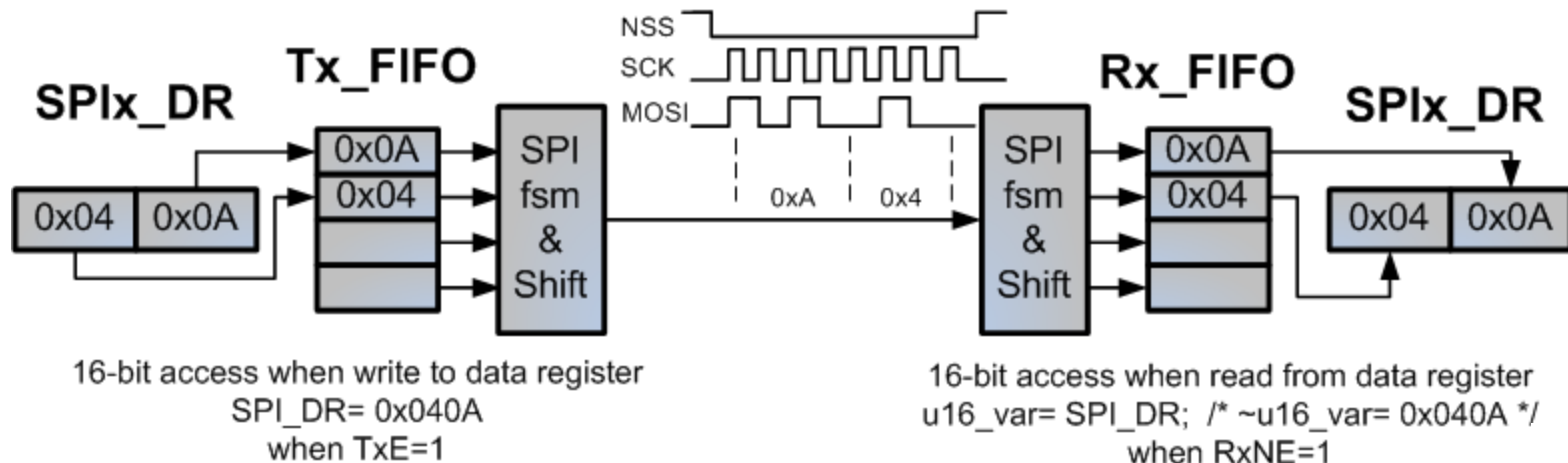 NSS
SCK
MOSI
Tx_FIFO
Rx_FIFO
SPIx_DR
SPIx_DR
0x04 0x0A
0x0A
0x04
SPI
fsm
&
Shift
0xA 0x4
SPI
fsm
&
Shift
0x0A
0x04
0x04 0x0A
16-bit access when write to data register
SPI_DR= 0x040A
when TxE=1
16-bit access when read from data register
u16_var= SPI_DR; /* ~u16_var= 0x040A */
when RxNE=1